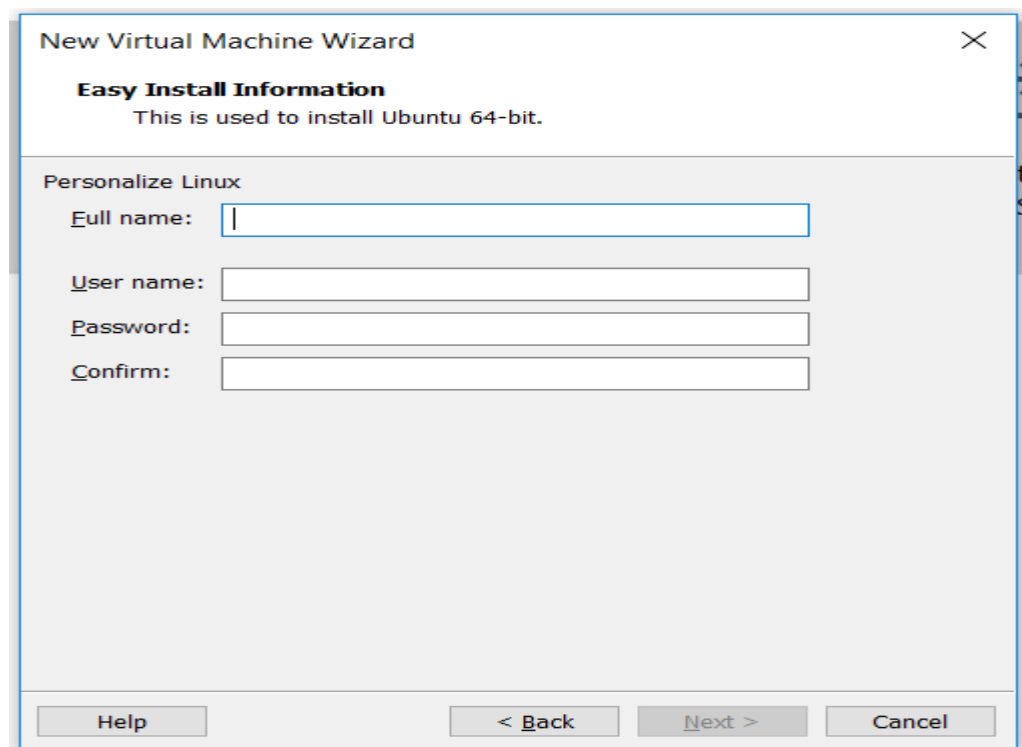 New Virtual Machine Wizard
Easy Install Information
This is used to install Ubuntu 64-bit.
Personalize Linux
Full name:
User name:
Password:
Confirm:
Help < Back Next > Cancel